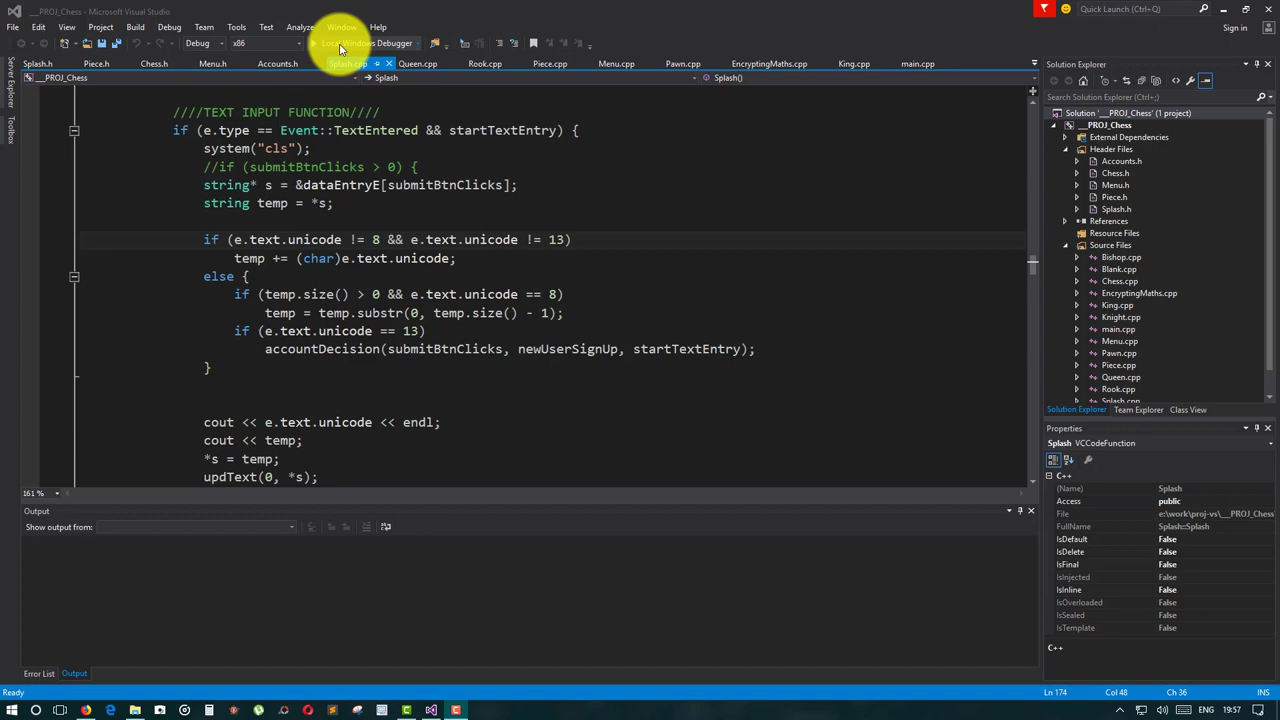 __PROJ_Chess - Microsoft Visual Studio
Quick Launch (Ctrl+Q)
File Edit View Project Build Debug Team Tools Test Analyze Window Help
Sign in
Debug x86 Local Windows Debugger
Splash.h Piece.h Chess.h Menu.h Accounts.h Splash.cpp Queen.cpp Rook.cpp Piece.cpp Menu.cpp Pawn.cpp EncryptingMaths.cpp King.cpp main.cpp
__PROJ_Chess Splash Splash()
Server Explorer
Toolbox
////TEXT INPUT FUNCTION////
if (e.type == Event::TextEntered && startTextEntry) {
system("cls");
//if (submitBtnClicks > 0) {
string* s = &dataEntryE[submitBtnClicks];
string temp = *s;
if (e.text.unicode != 8 && e.text.unicode != 13)
temp += (char)e.text.unicode;
else {
if (temp.size() > 0 && e.text.unicode == 8)
temp = temp.substr(0, temp.size() - 1);
if (e.text.unicode == 13)
accountDecision(submitBtnClicks, newUserSignUp, startTextEntry);
}
cout << e.text.unicode << endl;
cout << temp;
*s = temp;
updText(0, *s);
161 %
Output
Show output from:
Error List Output
Solution Explorer
Search Solution Explorer (Ctrl+;)
Solution '__PROJ_Chess' (1 project)
__PROJ_Chess
External Dependencies
Header Files
Accounts.h
Chess.h
Menu.h
Piece.h
Splash.h
References
Resource Files
Source Files
Bishop.cpp
Blank.cpp
Chess.cpp
EncryptingMaths.cpp
King.cpp
Knight.cpp
main.cpp
Menu.cpp
Pawn.cpp
Piece.cpp
Queen.cpp
Rook.cpp
Splash.cpp
Solution Explorer Team Explorer Class View
Properties
Splash VCCodeFunction
C++
(Name) Splash
Access public
File e:\work\proj-vs\__PROJ_Chess
FullName Splash::Splash
IsDefault False
IsDelete False
IsFinal False
IsInjected False
IsInline False
IsOverloaded False
IsSealed False
IsTemplate False
C++
Ready Ln 174 Col 48 Ch 36 INS
ENG 19:57